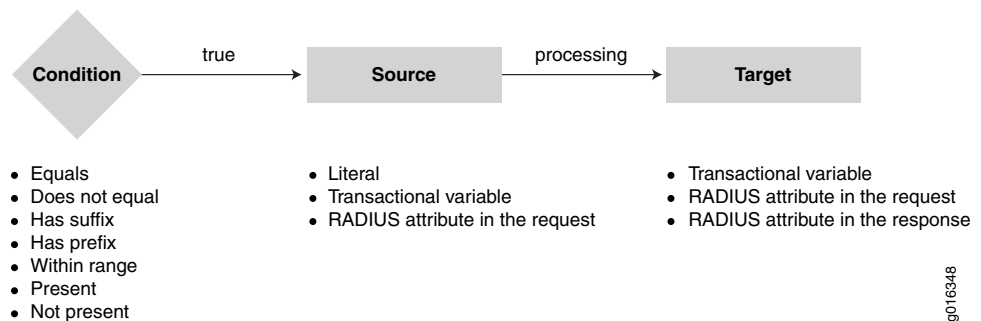 true
processing
Condition
Source
Target
• Equals
• Does not equal
• Has suffix
• Has prefix
• Within range
• Present
• Not present
• Literal
• Transactional variable
• RADIUS attribute in the request
• Transactional variable
• RADIUS attribute in the request
• RADIUS attribute in the response
g016348